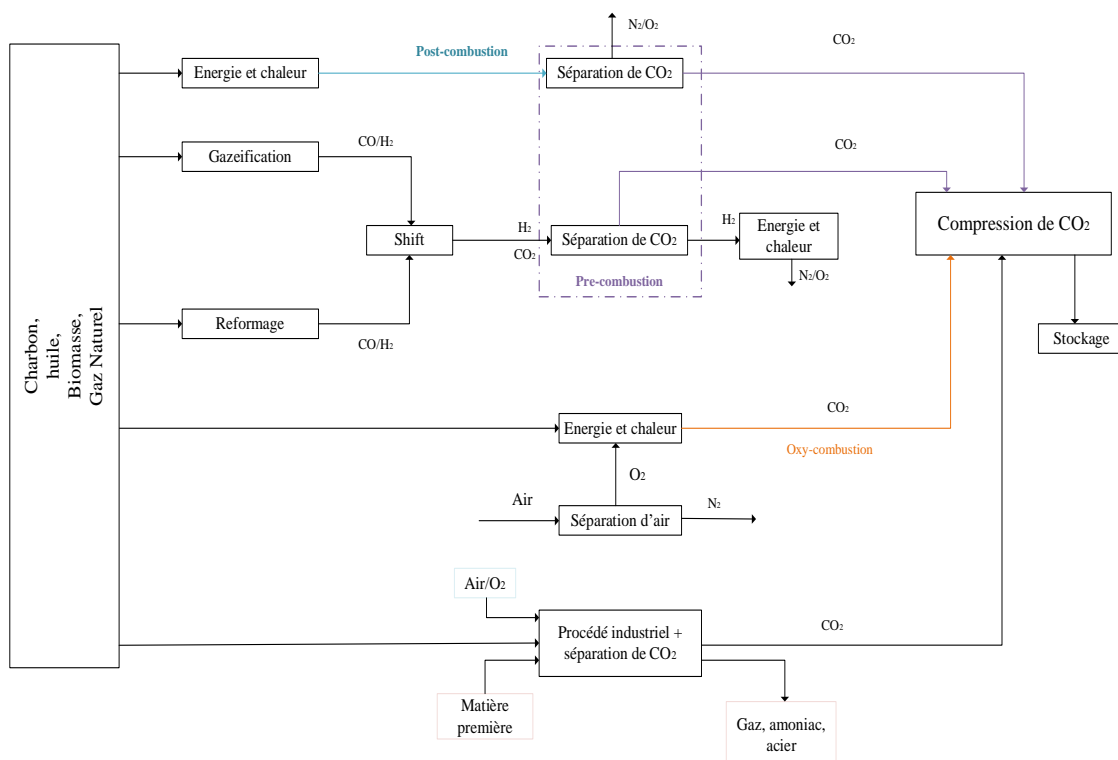 N₂/O₂
CO₂
Post-combustion
Energie et chaleur
Séparation de CO₂
CO/H₂
CO₂
Gazeification
H₂
Energie et
chaleur
Compression de CO₂
Shift
H₂
CO₂
Séparation de CO₂
N₂/O₂
Pre-combustion
Reformage
CO/H₂
Stockage
Charbon,
huile,
Biomasse,
Gaz Naturel
CO₂
Energie et chaleur
Oxy-combustion
O₂
Air
N₂
Séparation d’air
Air/O₂
Procédé industriel +
séparation de CO₂
CO₂
Matière
première
Gaz, amoniac,
acier